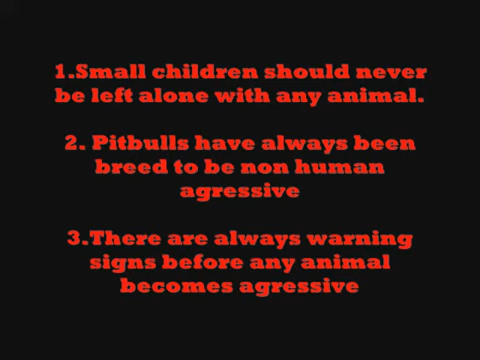 1.Small children should never
be left alone with any animal.
2. Pitbulls have always been
breed to be non human
agressive
3.There are always warning
signs before any animal
becomes agressive